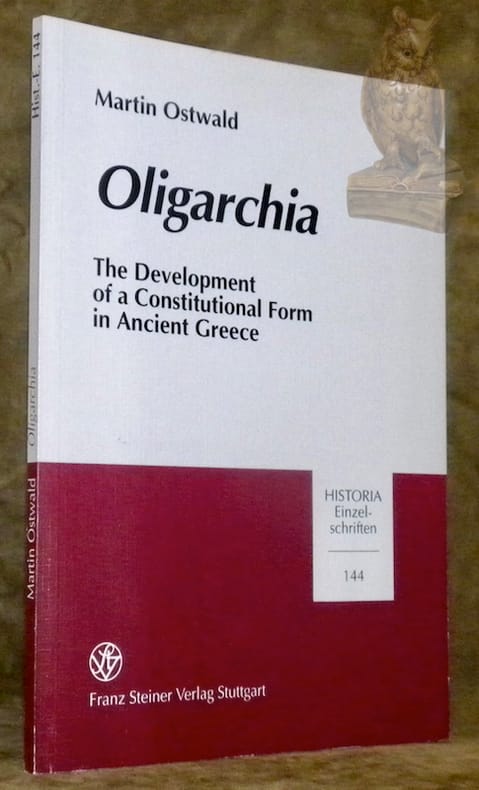 Martin Ostwald
Oligarchia
The Development
of a Constitutional Form
in Ancient Greece
HISTORIA
Einzel-
schriften
144
Franz Steiner Verlag Stuttgart
Martin Ostwald Oligarchia Hist.-E. 144